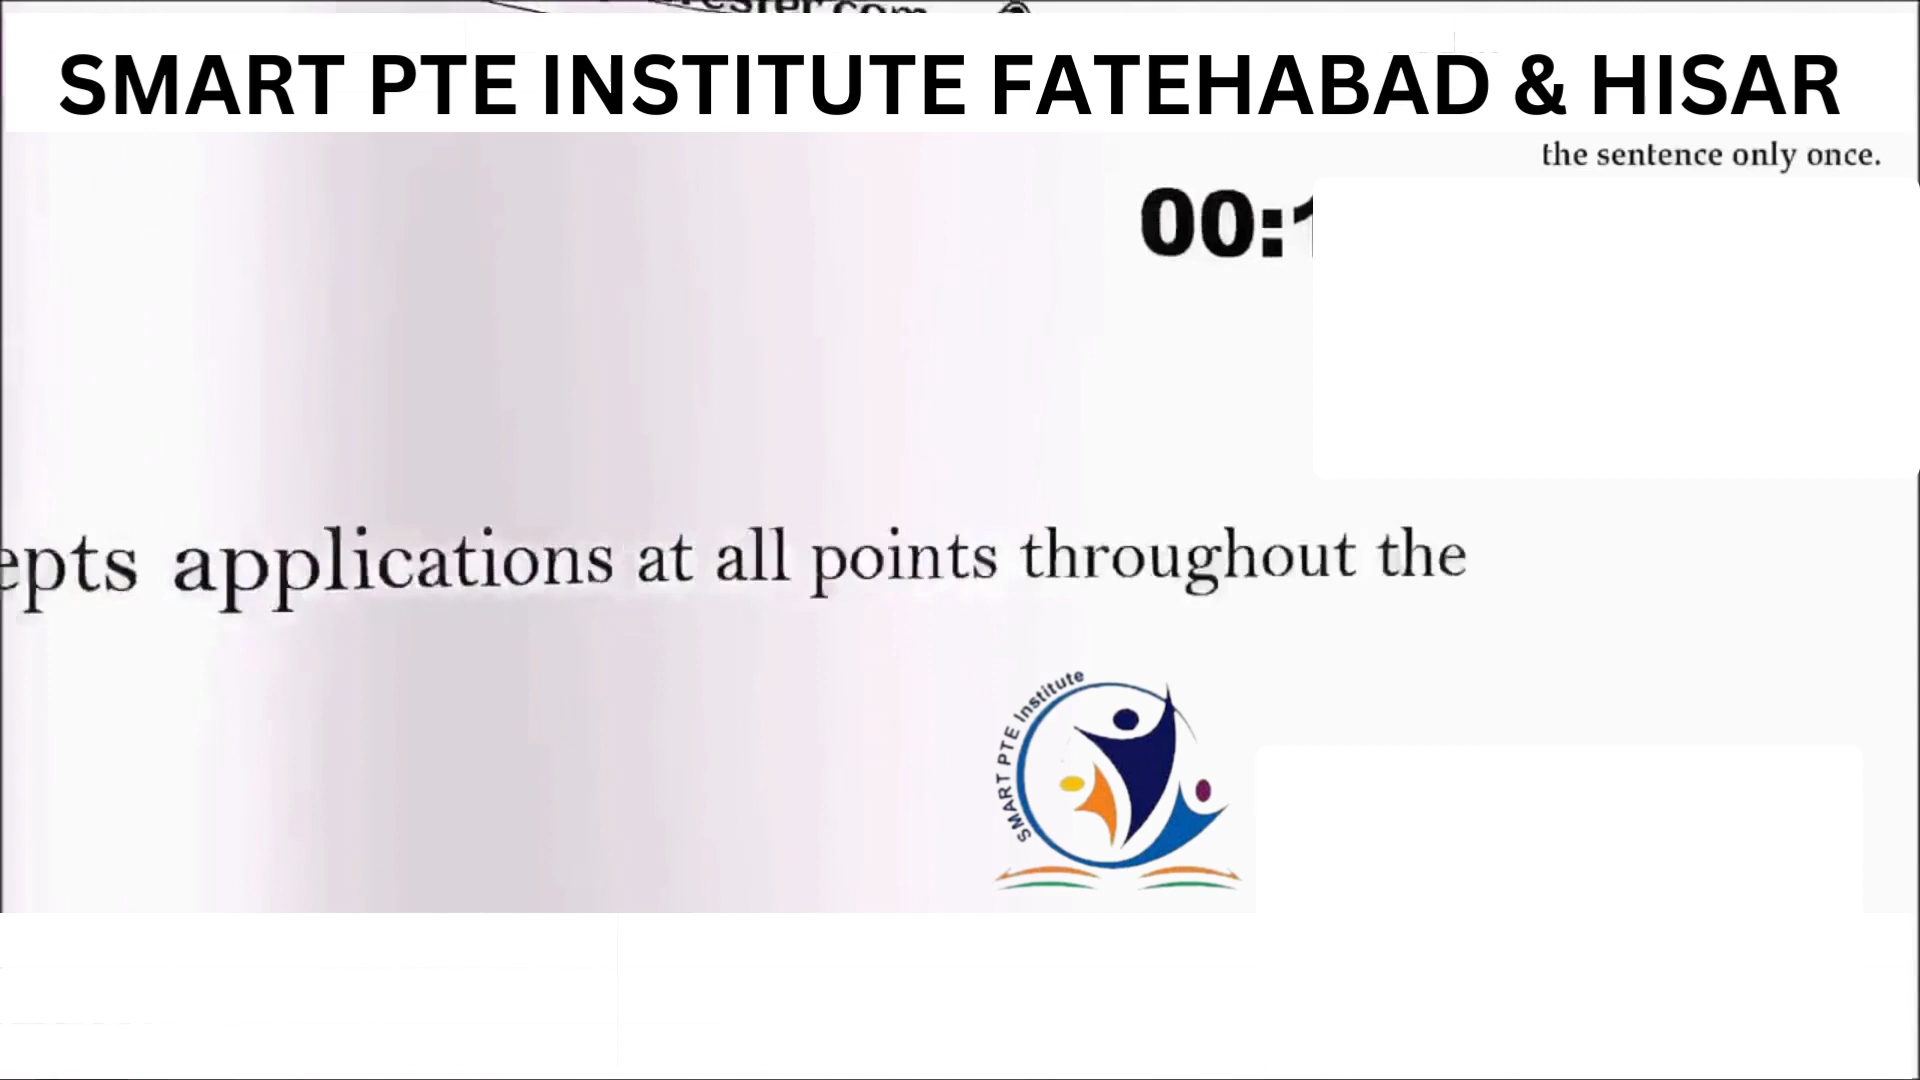 SMART PTE INSTITUTE FATEHABAD & HISAR
the sentence only once.
00:1
epts applications at all points throughout the
SMART PTE Institute